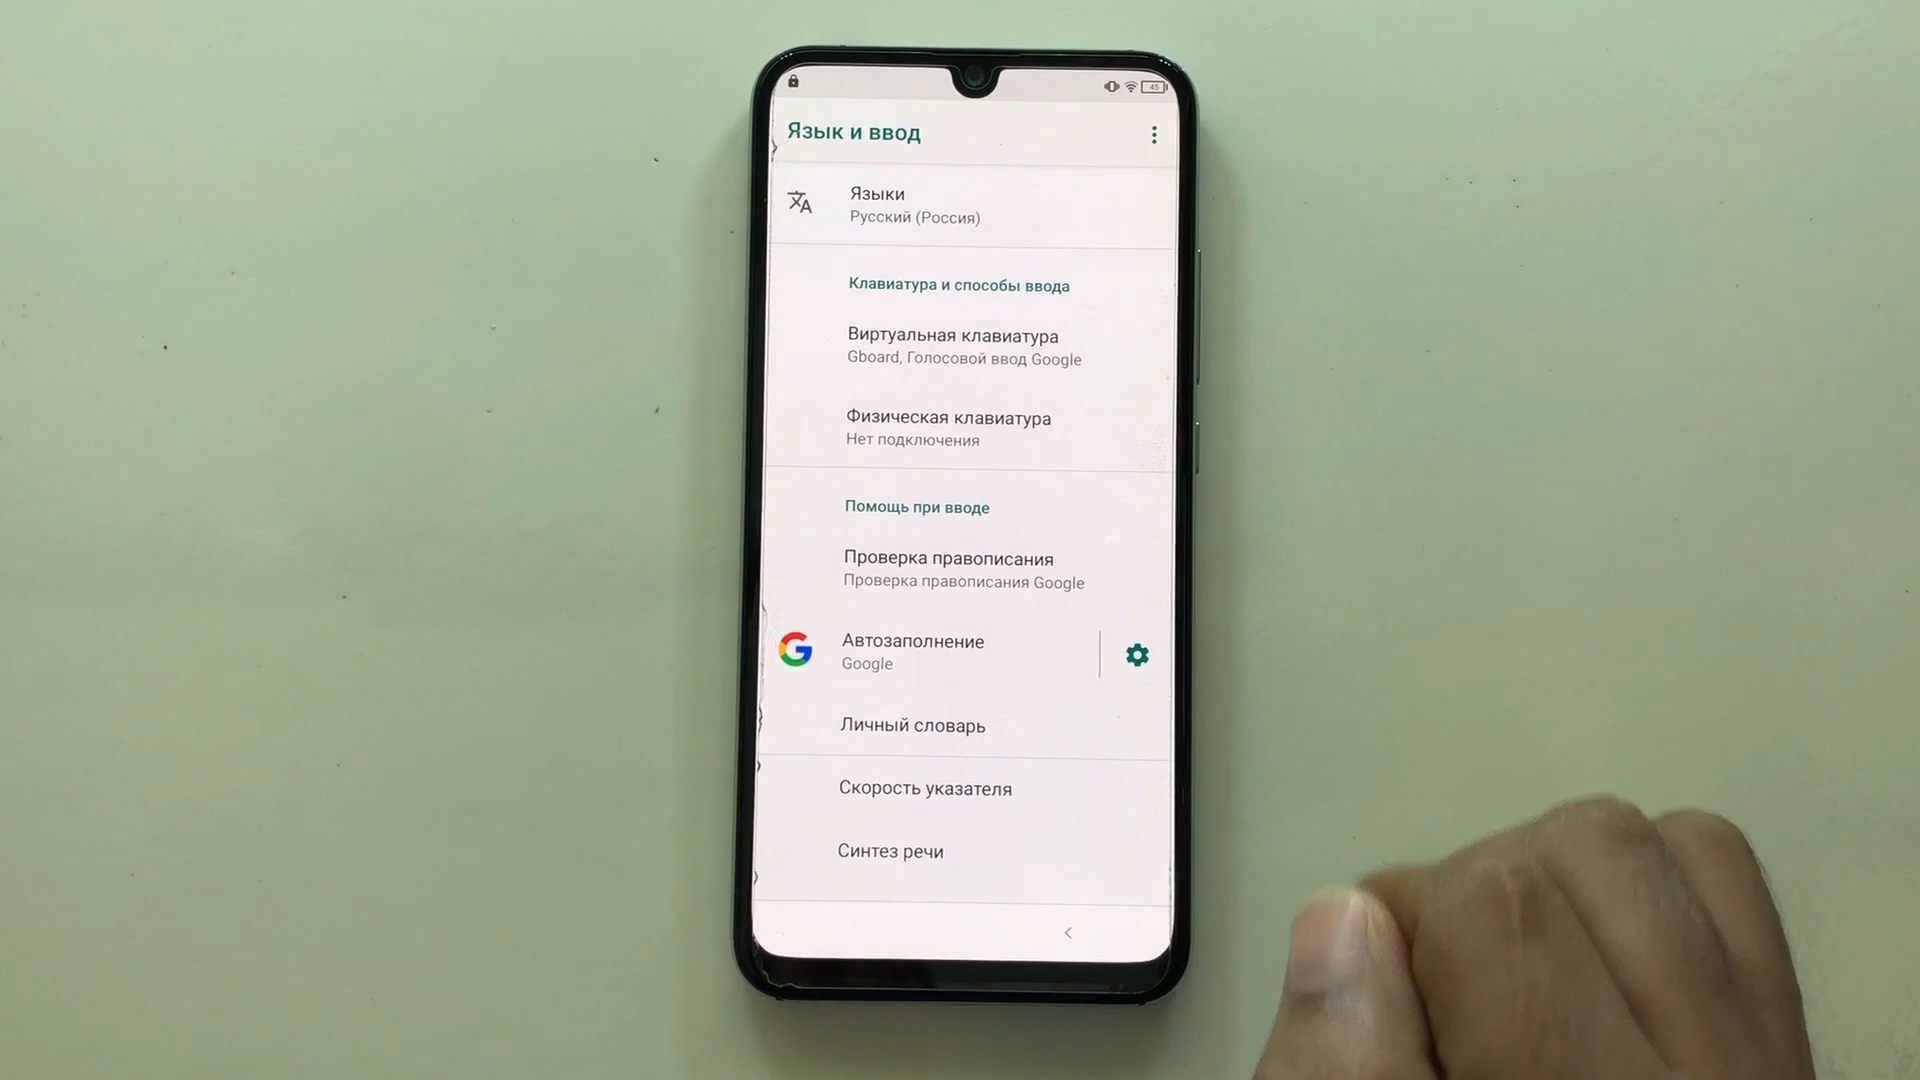 45
Язык и ввод
Языки
Русский (Россия)
Клавиатура и способы ввода
Виртуальная клавиатура
Gboard, Голосовой ввод Google
Физическая клавиатура
Нет подключения
Помощь при вводе
Проверка правописания
Проверка правописания Google
Автозаполнение
Google
Личный словарь
Скорость указателя
Синтез речи